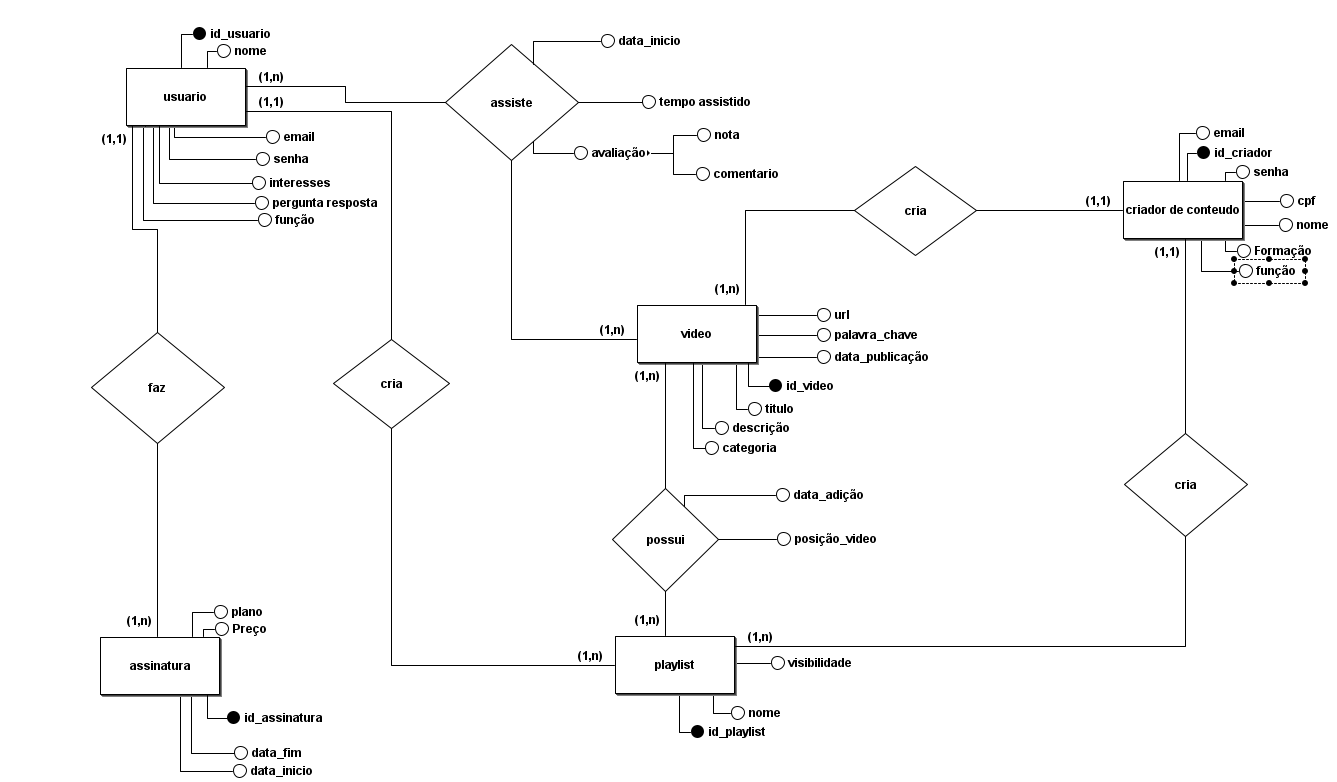 id_usuario
nome
usuario
(1,n)
(1,1)
(1,1)
email
senha
interesses
pergunta resposta
função
assiste
data_inicio
tempo assistido
avaliação
nota
comentario
cria
(1,1)
(1,n)
email
id_criador
senha
criador de conteudo
cpf
nome
Formação
função
(1,1)
(1,n)
video
url
palavra_chave
data_publicação
id_video
titulo
descrição
categoria
(1,n)
faz
cria
cria
data_adição
possui
posição_video
(1,n)
plano
Preço
assinatura
id_assinatura
data_fim
data_inicio
(1,n)
(1,n)
(1,n)
playlist
visibilidade
nome
id_playlist